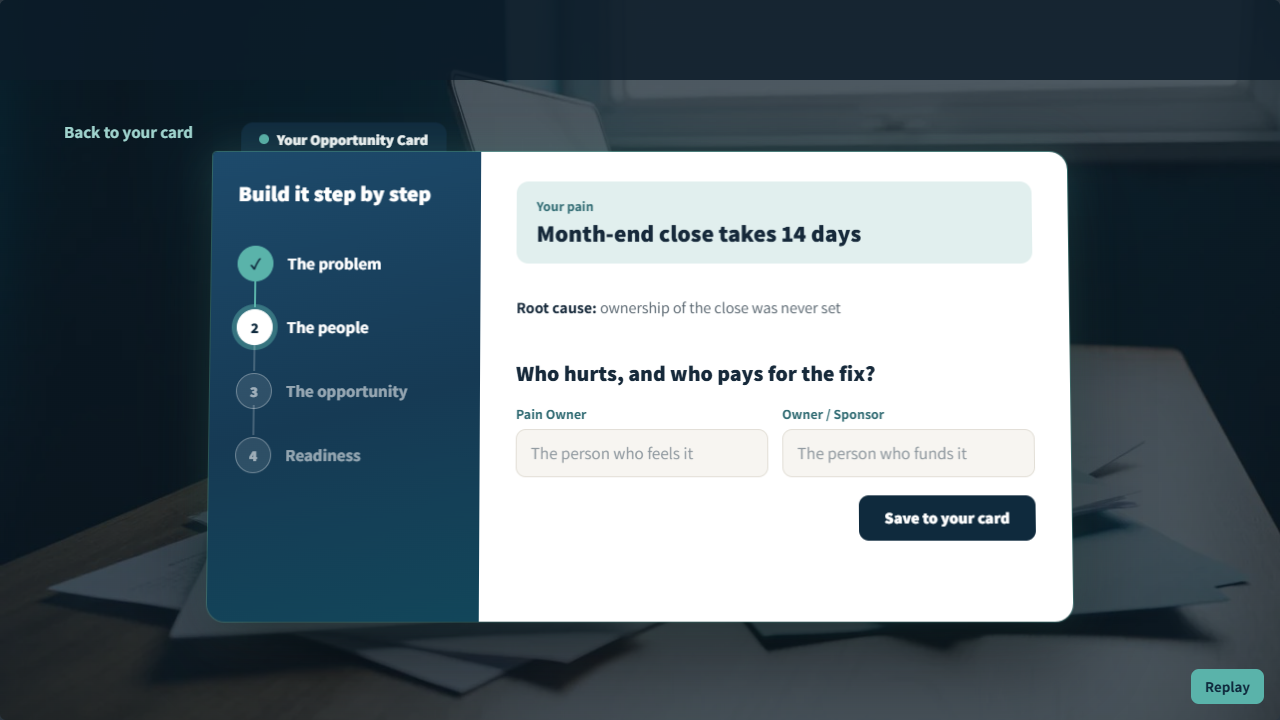 Back to your card
Your Opportunity Card
Build it step by step
✓ The problem
2 The people
3 The opportunity
4 Readiness
Your pain
Month-end close takes 14 days
Root cause: ownership of the close was never set
Who hurts, and who pays for the fix?
Pain Owner
The person who feels it
Owner / Sponsor
The person who funds it
Save to your card
Replay